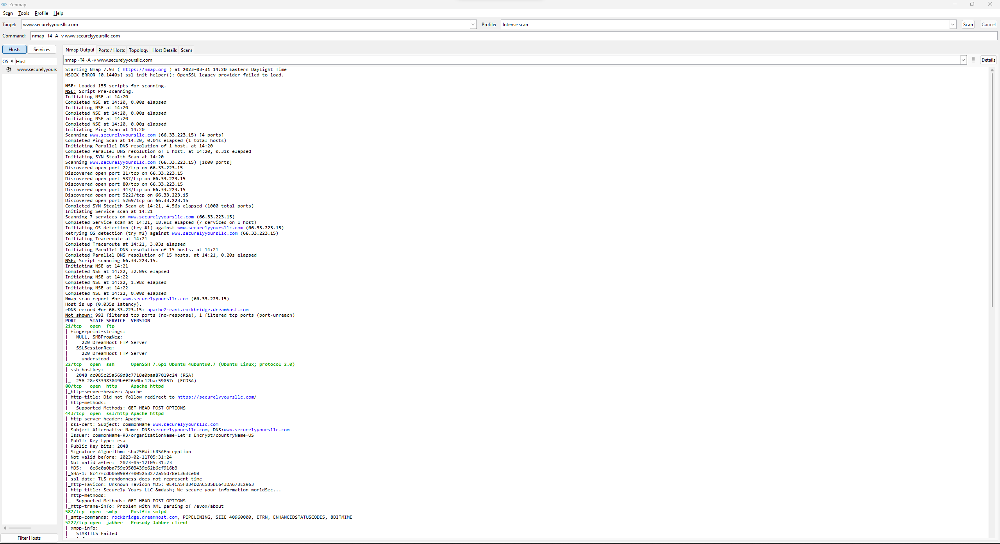 Zenmap
Scan Tools Profile Help
Target: www.securelyyoursllc.com Profile: Intense scan Scan Cancel
Command: nmap -T4 -A -v www.securelyyoursllc.com
Hosts Services Nmap Output Ports / Hosts Topology Host Details Scans
OS Host
nmap -T4 -A -v www.securelyyoursllc.com Details
www.securelyyours
Starting Nmap 7.93 ( https://nmap.org ) at 2023-03-31 14:20 Eastern Daylight Time
NSOCK ERROR [0.1440s] ssl_init_helper(): OpenSSL legacy provider failed to load.
NSE: Loaded 155 scripts for scanning.
NSE: Script Pre-scanning.
Initiating NSE at 14:20
Completed NSE at 14:20, 0.00s elapsed
Initiating NSE at 14:20
Completed NSE at 14:20, 0.00s elapsed
Initiating NSE at 14:20
Completed NSE at 14:20, 0.00s elapsed
Initiating Ping Scan at 14:20
Scanning www.securelyyoursllc.com (66.33.223.15) [4 ports]
Completed Ping Scan at 14:20, 0.04s elapsed (1 total hosts)
Initiating Parallel DNS resolution of 1 host. at 14:20
Completed Parallel DNS resolution of 1 host. at 14:20, 0.31s elapsed
Initiating SYN Stealth Scan at 14:20
Scanning www.securelyyoursllc.com (66.33.223.15) [1000 ports]
Discovered open port 22/tcp on 66.33.223.15
Discovered open port 21/tcp on 66.33.223.15
Discovered open port 587/tcp on 66.33.223.15
Discovered open port 80/tcp on 66.33.223.15
Discovered open port 443/tcp on 66.33.223.15
Discovered open port 5222/tcp on 66.33.223.15
Discovered open port 5269/tcp on 66.33.223.15
Completed SYN Stealth Scan at 14:21, 4.56s elapsed (1000 total ports)
Initiating Service scan at 14:21
Scanning 7 services on www.securelyyoursllc.com (66.33.223.15)
Completed Service scan at 14:21, 18.91s elapsed (7 services on 1 host)
Initiating OS detection (try #1) against www.securelyyoursllc.com (66.33.223.15)
Retrying OS detection (try #2) against www.securelyyoursllc.com (66.33.223.15)
Initiating Traceroute at 14:21
Completed Traceroute at 14:21, 3.03s elapsed
Initiating Parallel DNS resolution of 15 hosts. at 14:21
Completed Parallel DNS resolution of 15 hosts. at 14:21, 0.20s elapsed
NSE: Script scanning 66.33.223.15.
Initiating NSE at 14:21
Completed NSE at 14:22, 32.09s elapsed
Initiating NSE at 14:22
Completed NSE at 14:22, 1.98s elapsed
Initiating NSE at 14:22
Completed NSE at 14:22, 0.00s elapsed
Nmap scan report for www.securelyyoursllc.com (66.33.223.15)
Host is up (0.035s latency).
rDNS record for 66.33.223.15: apache2-rank.rockbridge.dreamhost.com
Not shown: 992 filtered tcp ports (no-response), 1 filtered tcp ports (port-unreach)
PORT STATE SERVICE VERSION
21/tcp open ftp
| fingerprint-strings:
| NULL, SMBProgNeg:
| 220 DreamHost FTP Server
| SSLSessionReq:
| 220 DreamHost FTP Server
|_ understood
22/tcp open ssh OpenSSH 7.6p1 Ubuntu 4ubuntu0.7 (Ubuntu Linux; protocol 2.0)
| ssh-hostkey:
| 2048 dc085c25a569d8c7718e0baa87019c24 (RSA)
|_ 256 28e333983049bff26b0bc12bac59057c (ECDSA)
80/tcp open http Apache httpd
|_http-server-header: Apache
|_http-title: Did not follow redirect to https://securelyyoursllc.com/
| http-methods:
|_ Supported Methods: GET HEAD POST OPTIONS
443/tcp open ssl/http Apache httpd
|_http-server-header: Apache
| ssl-cert: Subject: commonName=www.securelyyoursllc.com
| Subject Alternative Name: DNS:securelyyoursllc.com, DNS:www.securelyyoursllc.com
| Issuer: commonName=R3/organizationName=Let's Encrypt/countryName=US
| Public Key type: rsa
| Public Key bits: 2048
| Signature Algorithm: sha256WithRSAEncryption
| Not valid before: 2023-02-11T05:31:24
| Not valid after: 2023-05-12T05:31:23
| MD5: 6c6e0a0ba759e9503439e62b6cf916b3
|_SHA-1: 8c47fcdb0509897f005253272a55d78e1363ce08
|_ssl-date: TLS randomness does not represent time
|_http-favicon: Unknown favicon MD5: 0E4CA5FB34D2AC5B5BE643DA673E2963
|_http-title: Securely Yours LLC &mdash; We secure your information worldSec...
| http-methods:
|_ Supported Methods: GET HEAD POST OPTIONS
|_http-trane-info: Problem with XML parsing of /evox/about
587/tcp open smtp Postfix smtpd
|_smtp-commands: rockbridge.dreamhost.com, PIPELINING, SIZE 40960000, ETRN, ENHANCEDSTATUSCODES, 8BITMIME
5222/tcp open jabber Prosody Jabber client
| xmpp-info:
| STARTTLS Failed
Filter Hosts